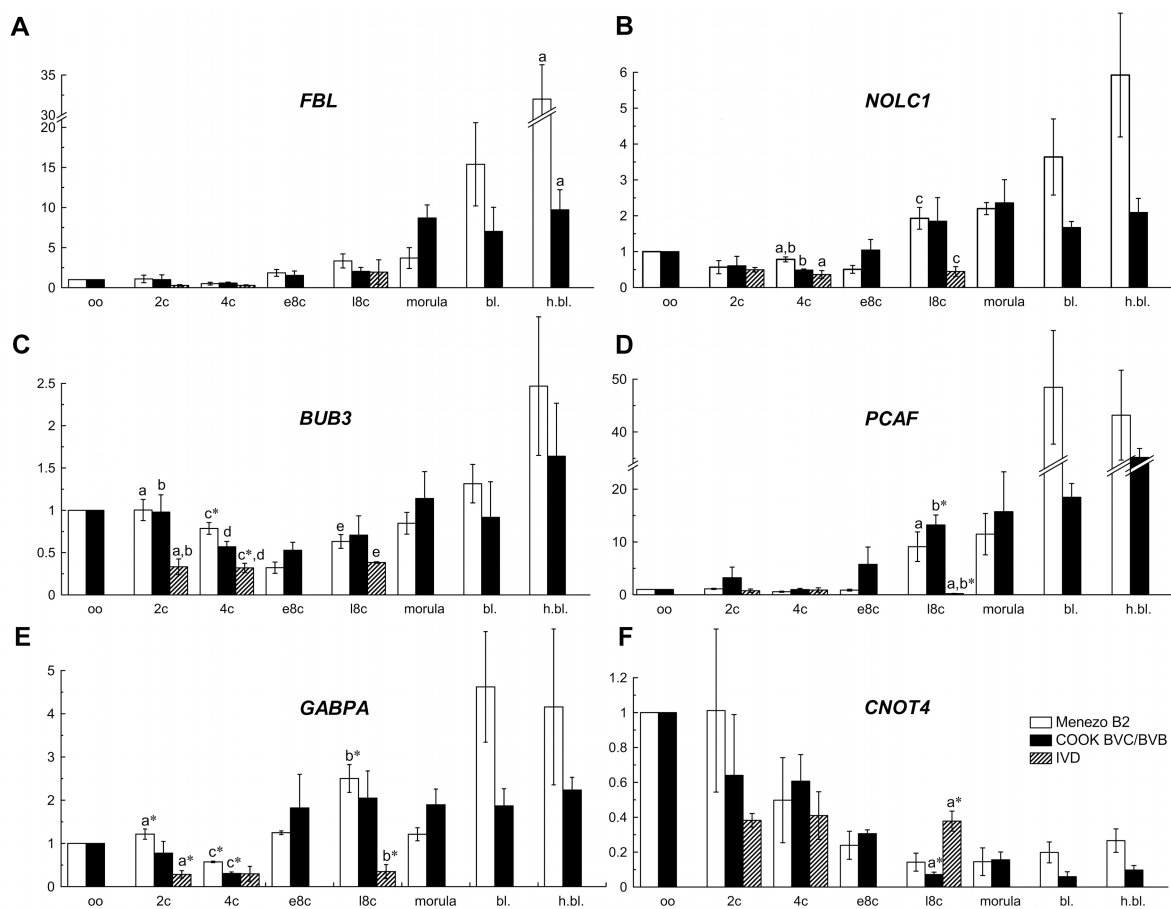 A
FBL
35
30
20
15
10
5
0
a
a
oo 2c 4c e8c l8c morula bl. h.bl.
B
NOLC1
6
5
4
3
2
1
0
a,b
b
a
c
c
oo 2c 4c e8c l8c morula bl. h.bl.
C
BUB3
2.5
2
1.5
1
0.5
0
a
b
a,b
c*
d
c*,d
e
e
oo 2c 4c e8c l8c morula bl. h.bl.
D
PCAF
50
40
20
10
0
a
b*
a,b*
oo 2c 4c e8c l8c morula bl. h.bl.
E
GABPA
5
4
3
2
1
0
a*
a*
c*
c*
b*
b*
oo 2c 4c e8c l8c morula bl. h.bl.
F
CNOT4
1.2
1
0.8
0.6
0.4
0.2
0
a*
a*
Menezo B2
COOK BVC/BVB
IVD
oo 2c 4c e8c l8c morula bl. h.bl.